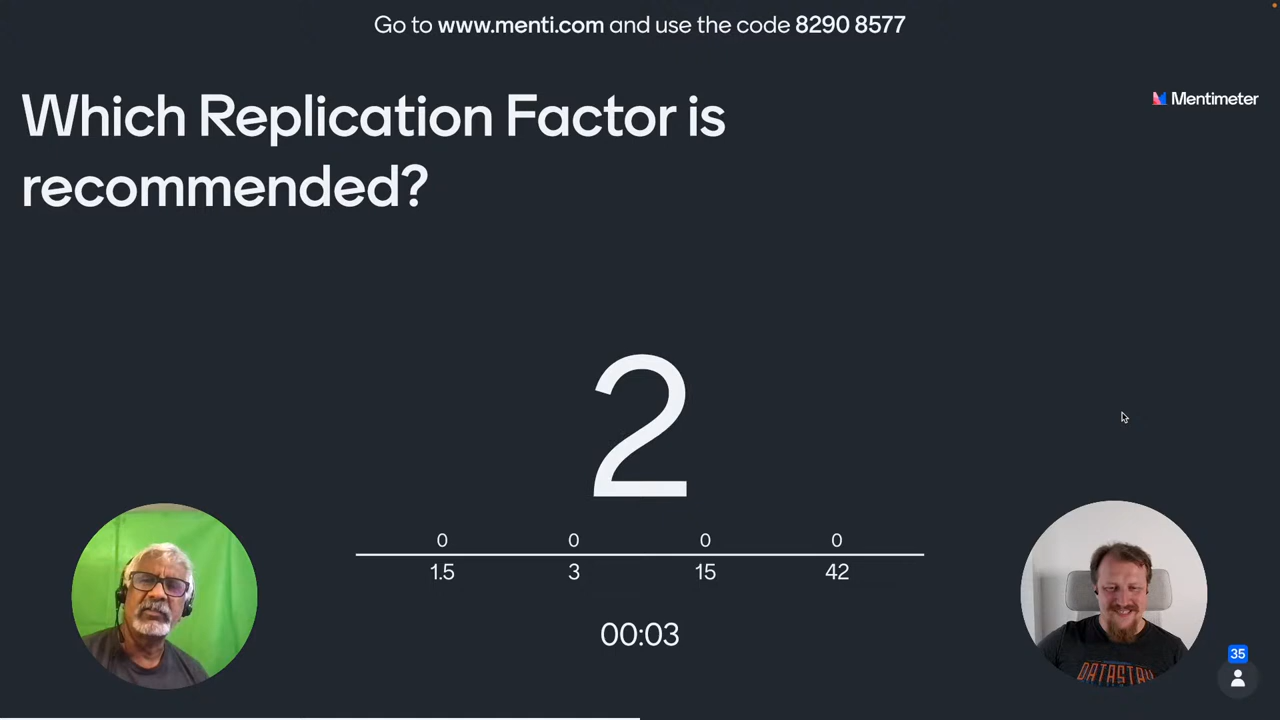 Go to www.menti.com and use the code 8290 8577
Mentimeter
Which Replication Factor is
recommended?
2
0 0 0 0
1.5 3 15 42
00:03
35